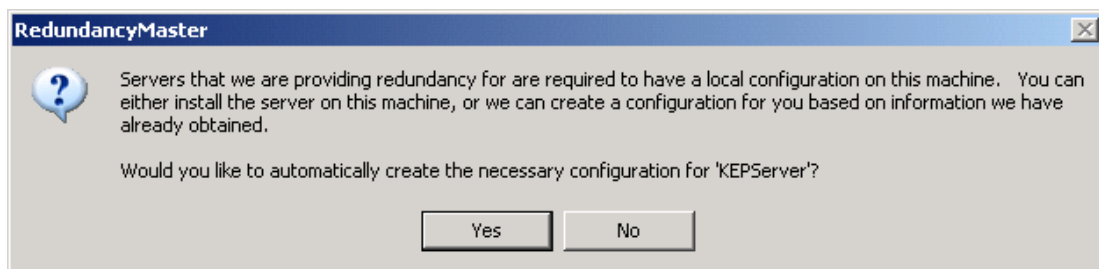 RedundancyMaster
Servers that we are providing redundancy for are required to have a local configuration on this machine.   You can
either install the server on this machine, or we can create a configuration for you based on information we have
already obtained.
Would you like to automatically create the necessary configuration for 'KEPServer'?
Yes
No